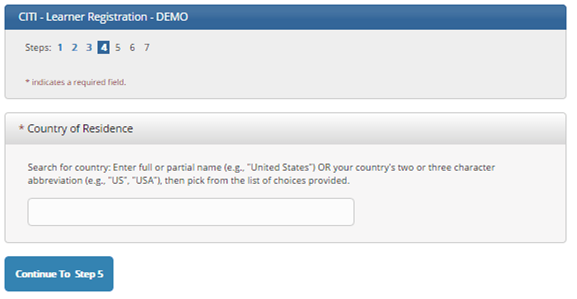 CITI - Learner Registration - DEMO
Steps: 1 2 3 4 5 6 7
* indicates a required field.
* Country of Residence
Search for country: Enter full or partial name (e.g., "United States") OR your country's two or three character
abbreviation (e.g., "US", "USA"), then pick from the list of choices provided.
Continue To Step 5